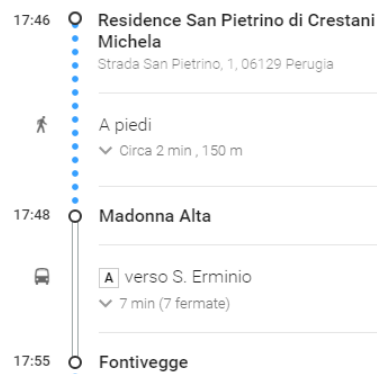 17:46 Residence San Pietrino di Crestani
Michela
Strada San Pietrino, 1, 06129 Perugia
A piedi
Circa 2 min , 150 m
17:48 Madonna Alta
A verso S. Erminio
7 min (7 fermate)
17:55 Fontivegge